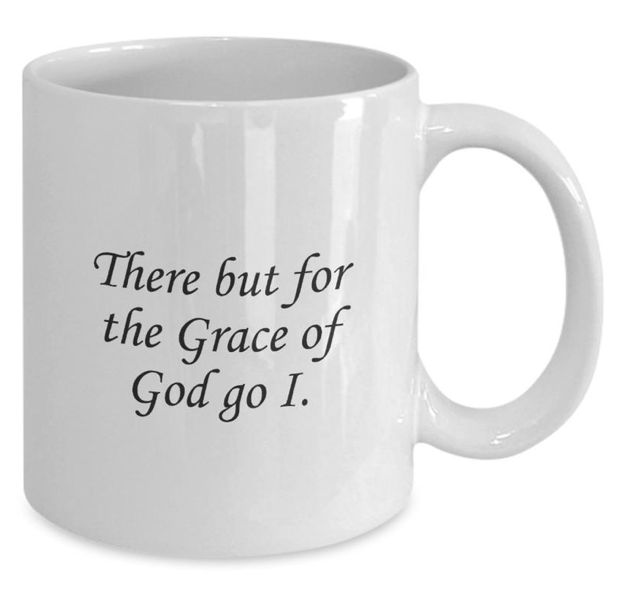 There but for
the Grace of
God go I.